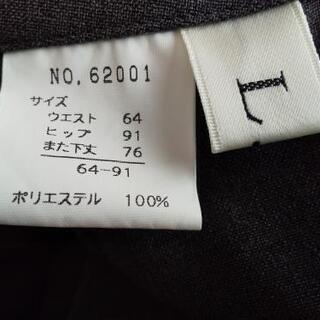 NO. 62001
サイズ
ウエスト 64
ヒップ 91
また下丈 76
64-91
ポリエステル 100%